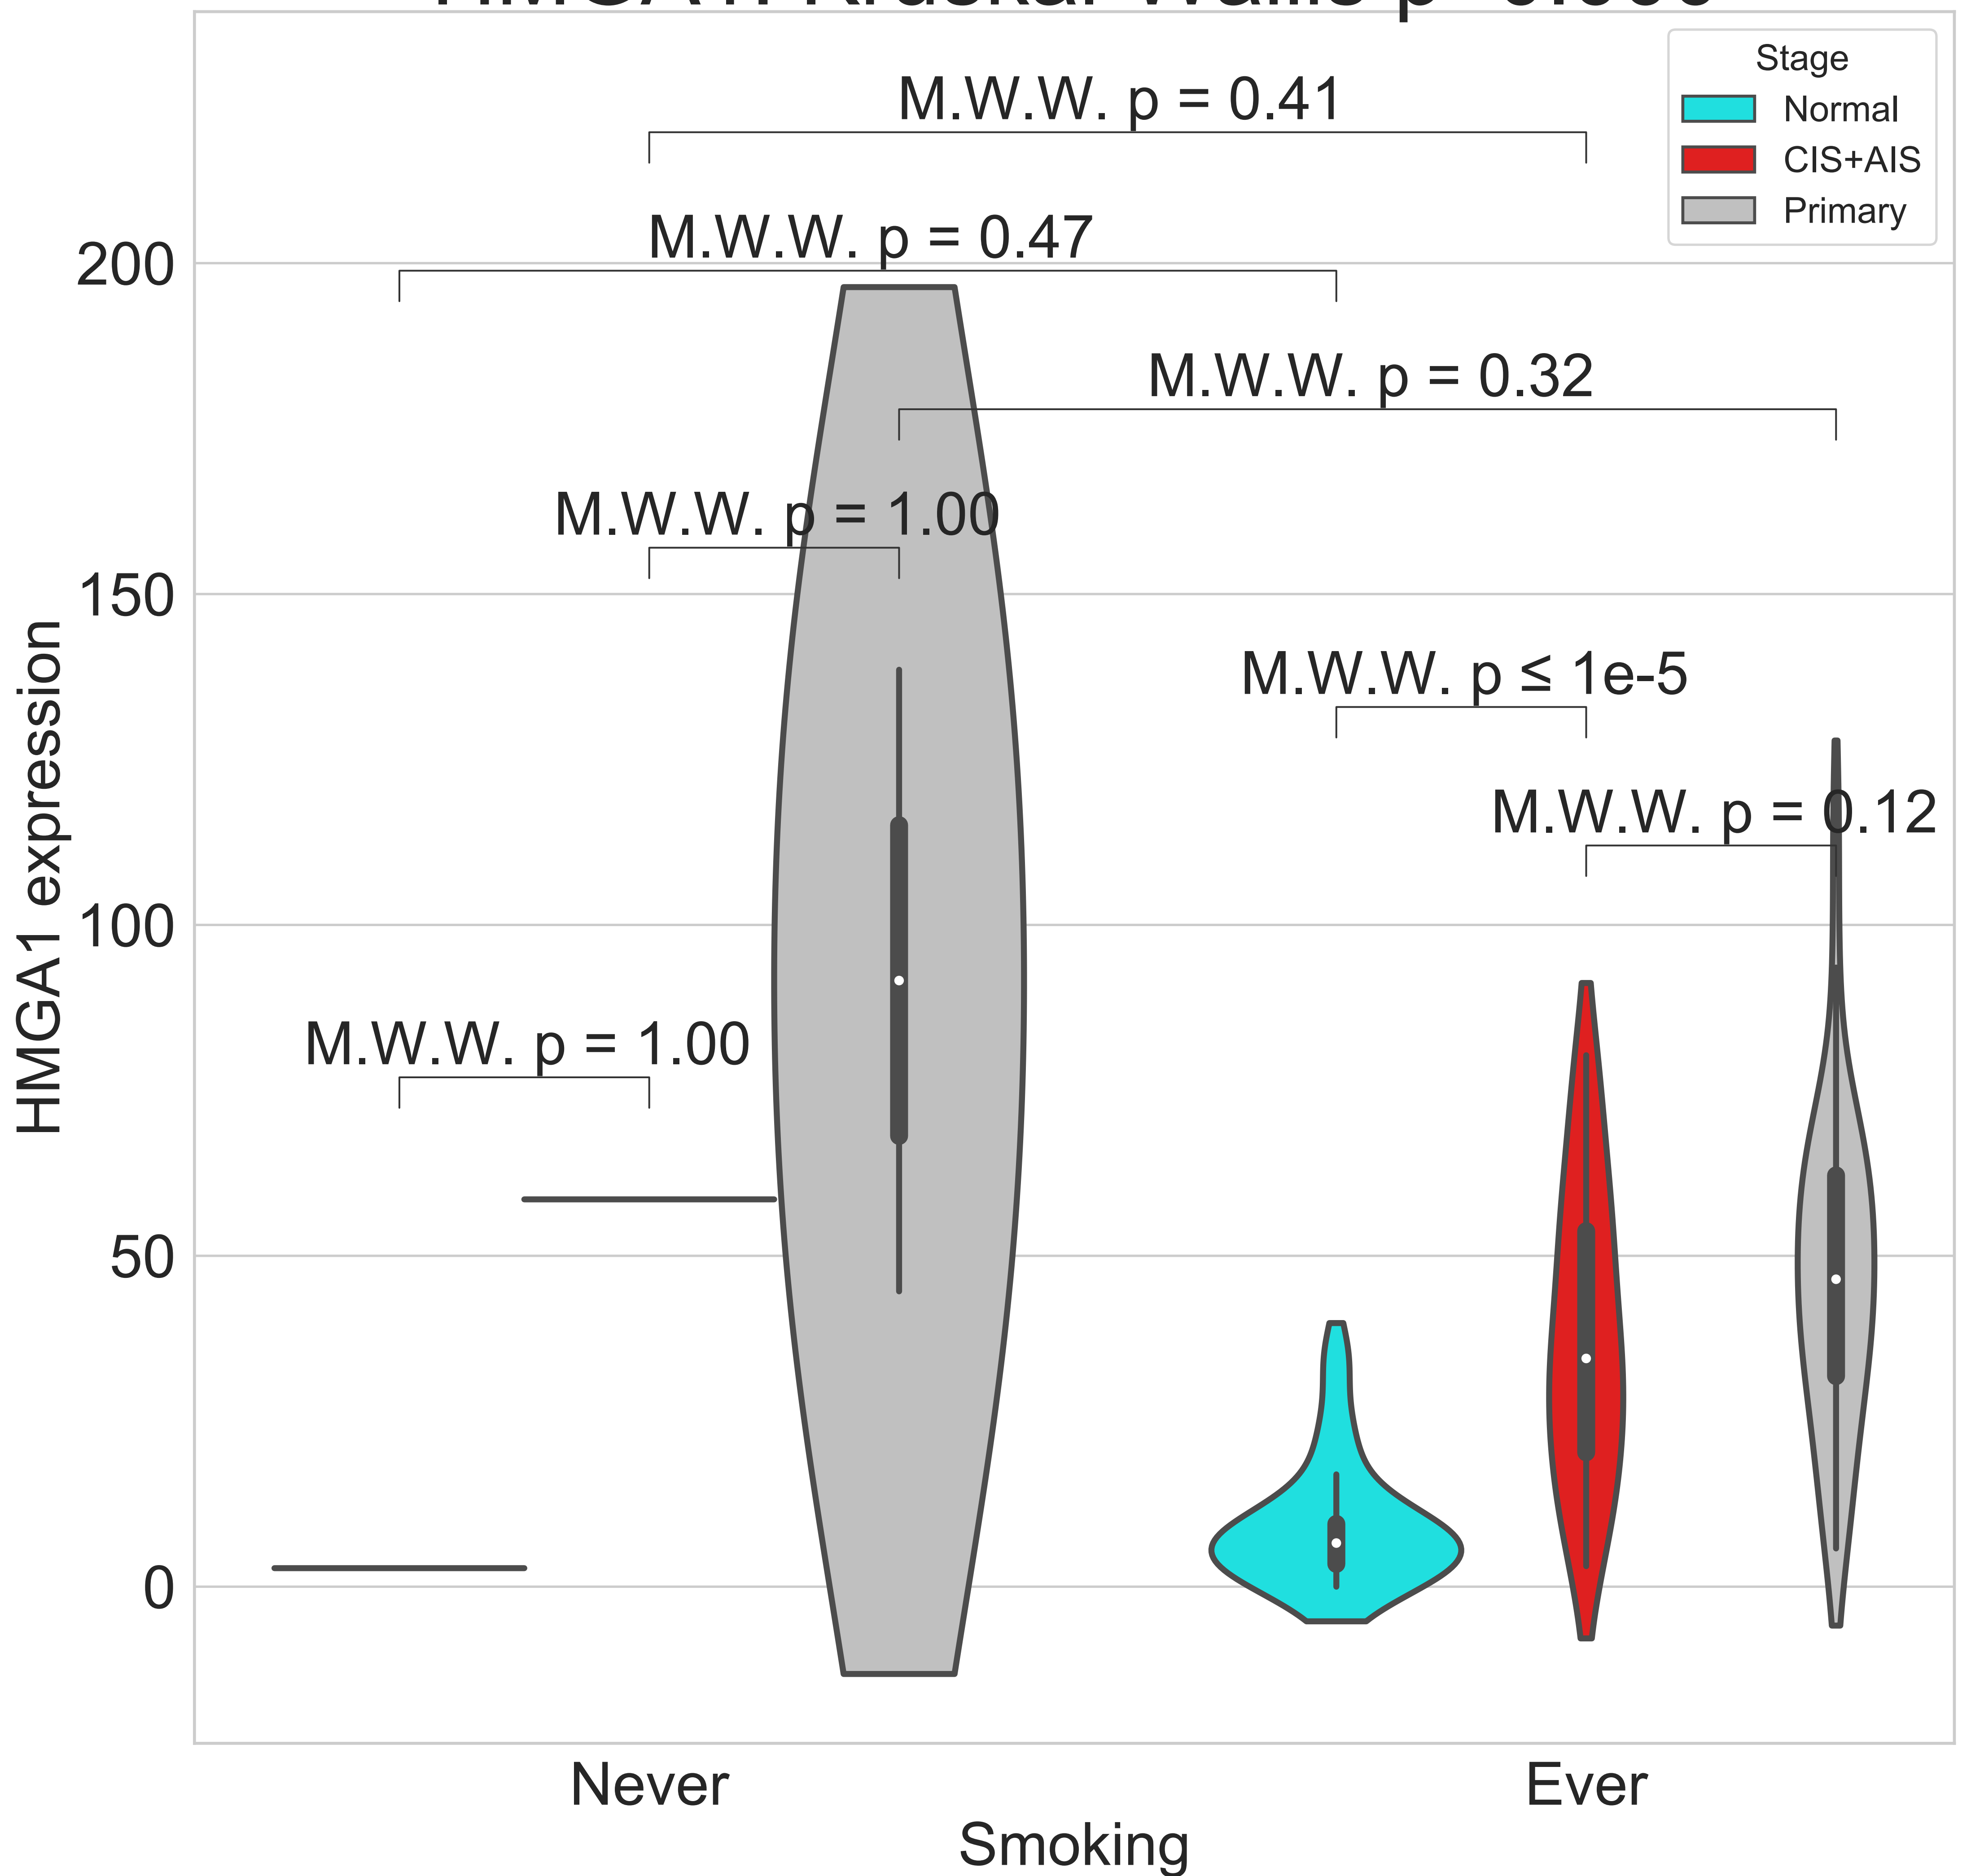 Stage
Normal
CIS+AIS
Primary
M.W.W. p = 0.41
M.W.W. p = 0.47
M.W.W. p = 0.32
M.W.W. p = 1.00
M.W.W. p ≤ 1e-5
M.W.W. p = 0.12
M.W.W. p = 1.00
HMGA1 expression
200
150
100
50
0
Never
Ever
Smoking